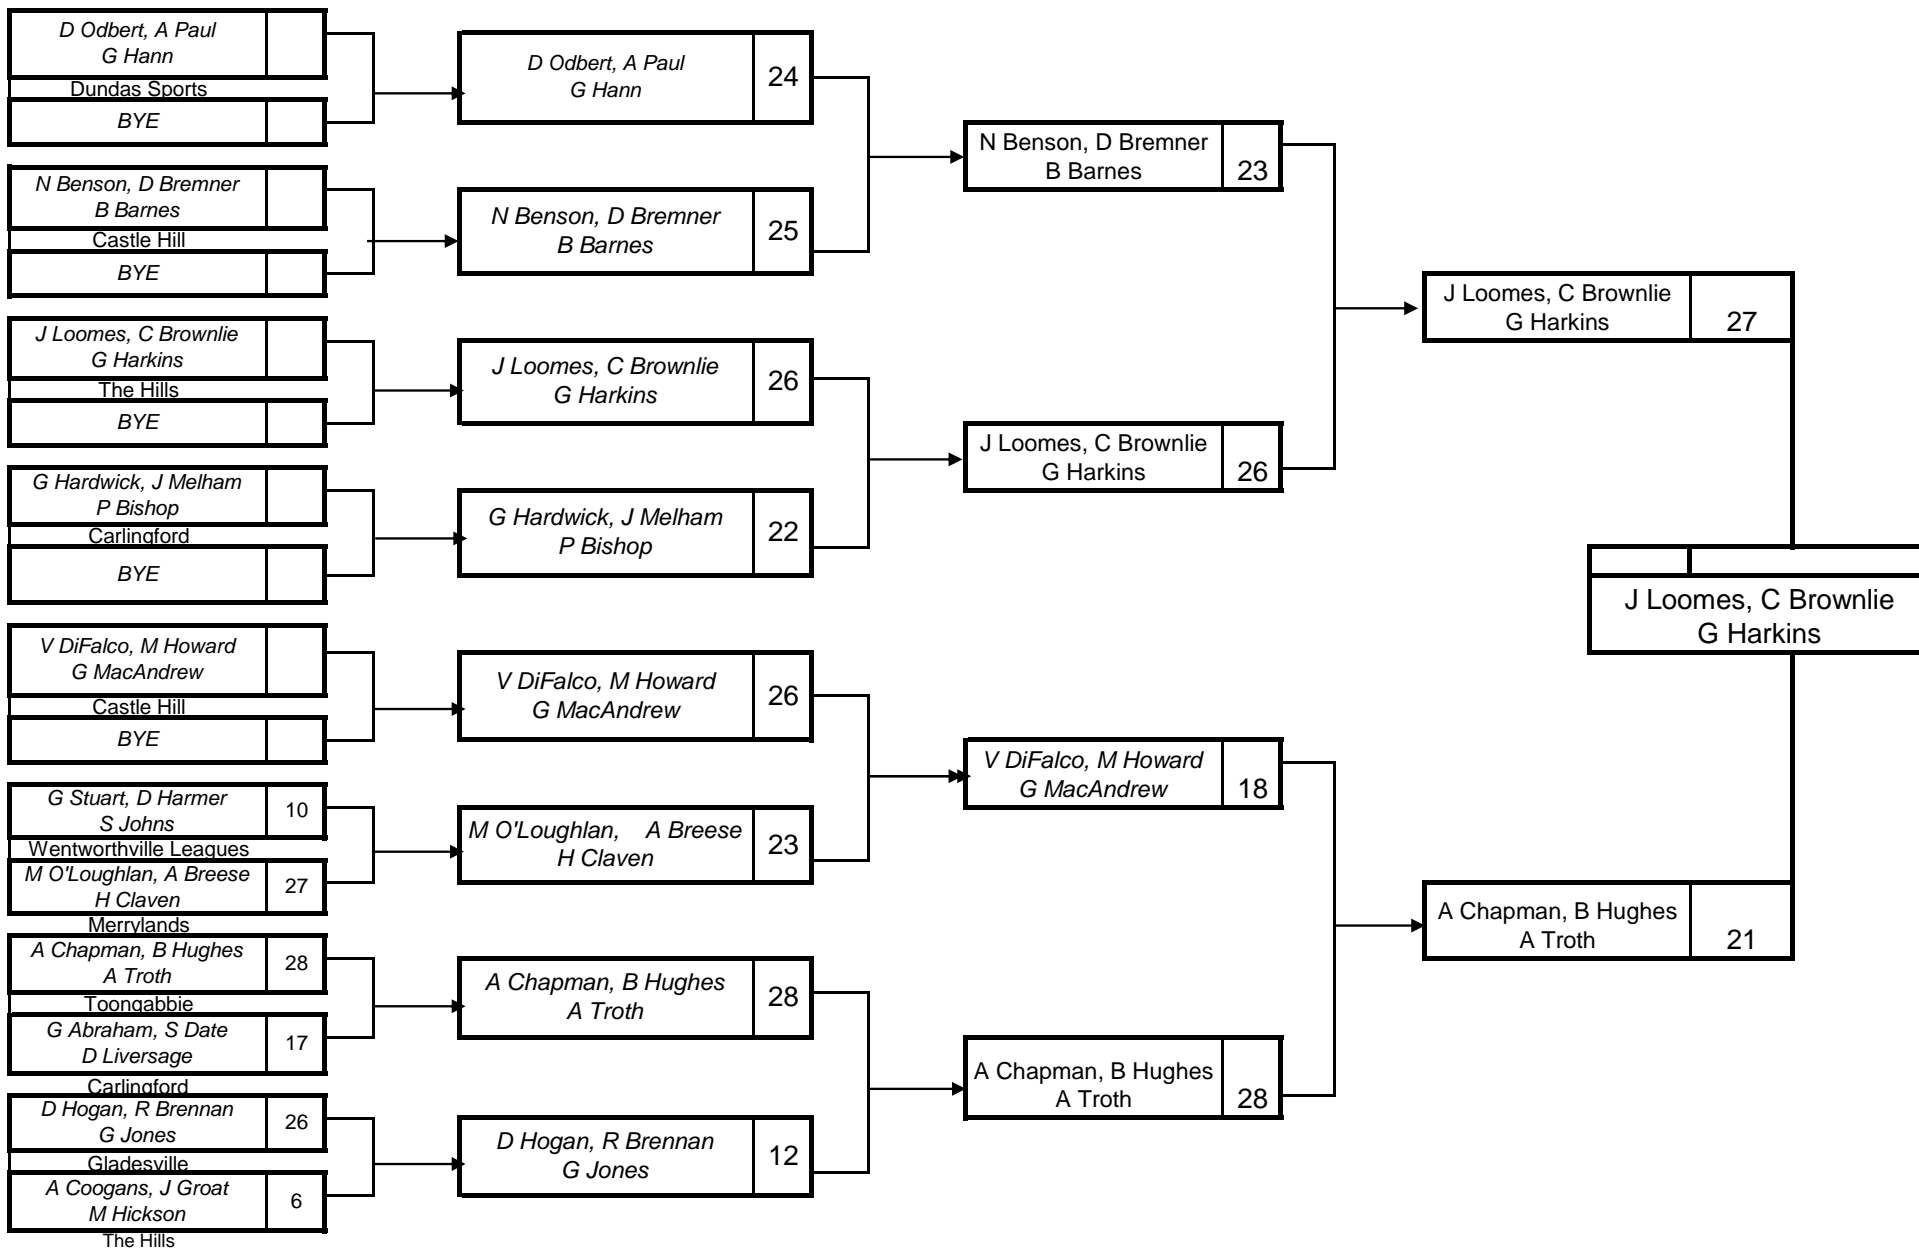 D Odbert, A Paul
G Hann
Dundas Sports
BYE
N Benson, D Bremner
B Barnes
Castle Hill
BYE
J Loomes, C Brownlie
G Harkins
The Hills
BYE
G Hardwick, J Melham
P Bishop
Carlingford
BYE
V DiFalco, M Howard
G MacAndrew
Castle Hill
BYE
G Stuart, D Harmer
S Johns
10
Wentworthville Leagues
M O'Loughlan, A Breese
H Claven
27
Merrylands
A Chapman, B Hughes
A Troth
28
Toongabbie
G Abraham, S Date
D Liversage
17
Carlingford
D Hogan, R Brennan
G Jones
26
Gladesville
A Coogans, J Groat
M Hickson
6
The Hills
D Odbert, A Paul
G Hann
24
N Benson, D Bremner
B Barnes
25
J Loomes, C Brownlie
G Harkins
26
G Hardwick, J Melham
P Bishop
22
V DiFalco, M Howard
G MacAndrew
26
M O'Loughlan, A Breese
H Claven
23
A Chapman, B Hughes
A Troth
28
D Hogan, R Brennan
G Jones
12
N Benson, D Bremner
B Barnes
23
J Loomes, C Brownlie
G Harkins
26
V DiFalco, M Howard
G MacAndrew
18
A Chapman, B Hughes
A Troth
28
J Loomes, C Brownlie
G Harkins
27
A Chapman, B Hughes
A Troth
21
J Loomes, C Brownlie
G Harkins